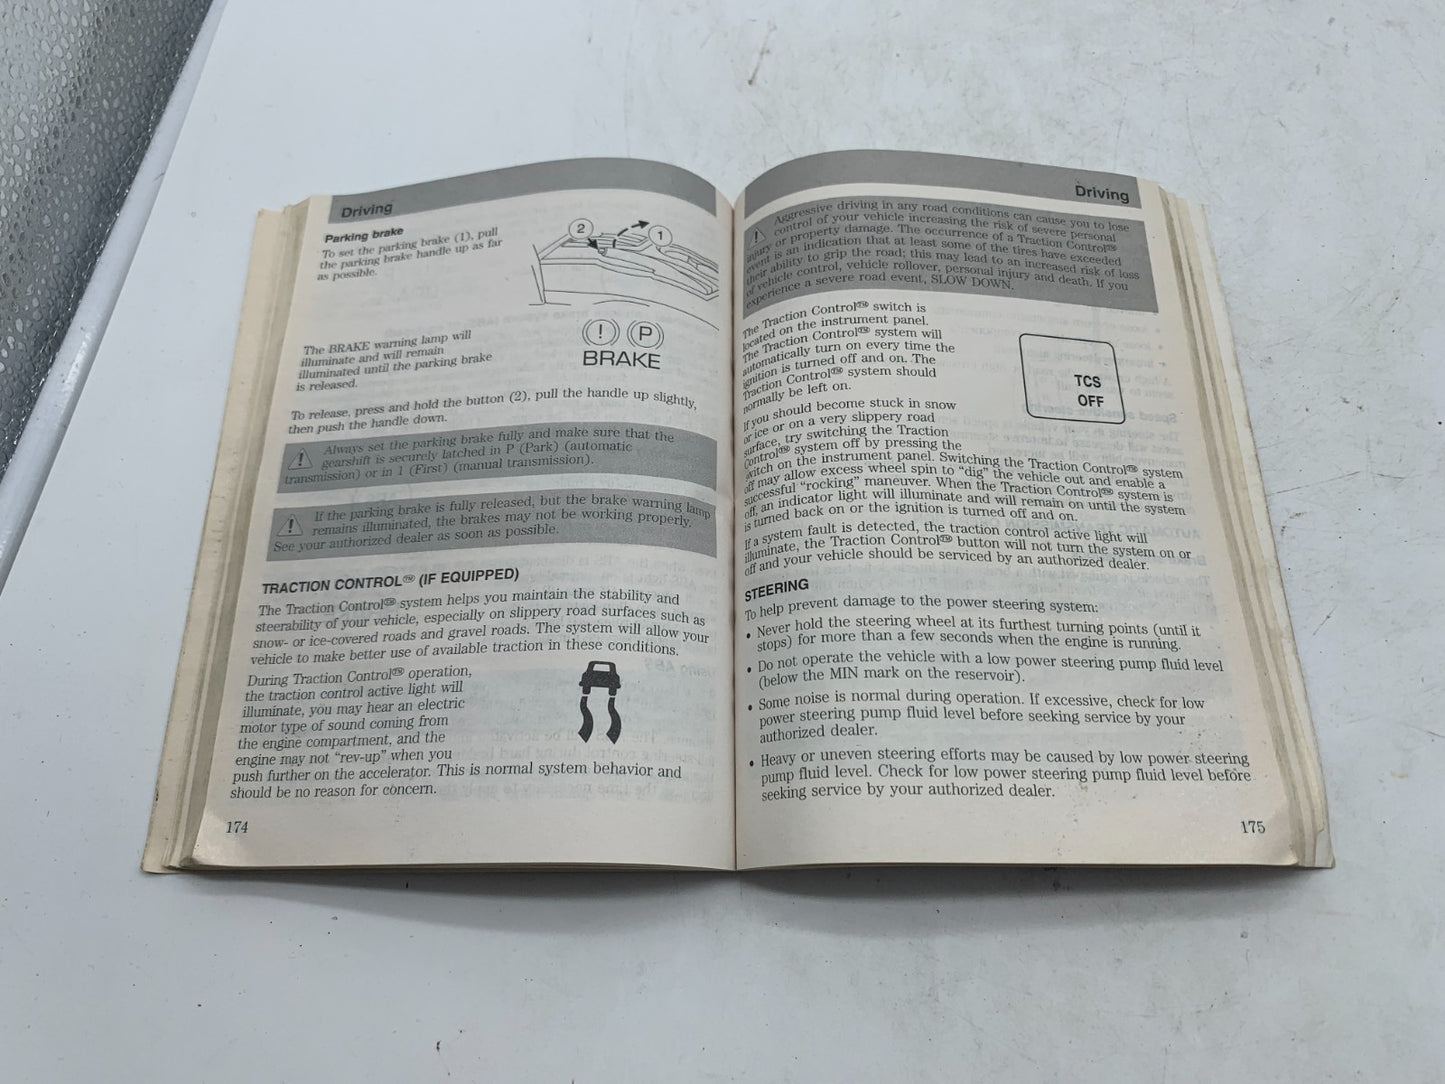 Driving
Parking brake
To set the parking brake (1), pull
the parking brake handle up as far
as possible.
2
1
The BRAKE warning lamp will
illuminate and will remain
illuminated until the parking brake
is released.
! P
BRAKE
To release, press and hold the button (2), pull the handle up slightly,
then push the handle down.
! Always set the parking brake fully and make sure that the
gearshift is securely latched in P (Park) (automatic
transmission) or in 1 (First) (manual transmission).
! If the parking brake is fully released, but the brake warning lamp
remains illuminated, the brakes may not be working properly.
See your authorized dealer as soon as possible.
TRACTION CONTROL™ (IF EQUIPPED)
The Traction Control™ system helps you maintain the stability and
steerability of your vehicle, especially on slippery road surfaces such as
snow- or ice-covered roads and gravel roads. The system will allow your
vehicle to make better use of available traction in these conditions.
During Traction Control™ operation,
the traction control active light will
illuminate, you may hear an electric
motor type of sound coming from
the engine compartment, and the
engine may not “rev-up” when you
push further on the accelerator. This is normal system behavior and
should be no reason for concern.
174
Driving
! Aggressive driving in any road conditions can cause you to lose
control of your vehicle increasing the risk of severe personal
injury or property damage. The occurrence of a Traction Control™
event is an indication that at least some of the tires have exceeded
their ability to grip the road; this may lead to an increased risk of loss
of vehicle control, vehicle rollover, personal injury and death. If you
experience a severe road event, SLOW DOWN.
The Traction Control™ switch is
located on the instrument panel.
The Traction Control™ system will
automatically turn on every time the
ignition is turned off and on. The
Traction Control™ system should
normally be left on.
TCS
OFF
If you should become stuck in snow
or ice or on a very slippery road
surface, try switching the Traction
Control™ system off by pressing the
switch on the instrument panel. Switching the Traction Control™ system
off may allow excess wheel spin to “dig” the vehicle out and enable a
successful “rocking” maneuver. When the Traction Control™ system is
off, an indicator light will illuminate and will remain on until the system
is turned back on or the ignition is turned off and on.
If a system fault is detected, the traction control active light will
illuminate, the Traction Control™ button will not turn the system on or
off and your vehicle should be serviced by an authorized dealer.
STEERING
To help prevent damage to the power steering system:
• Never hold the steering wheel at its furthest turning points (until it
stops) for more than a few seconds when the engine is running.
• Do not operate the vehicle with a low power steering pump fluid level
(below the MIN mark on the reservoir).
• Some noise is normal during operation. If excessive, check for low
power steering pump fluid level before seeking service by your
authorized dealer.
• Heavy or uneven steering efforts may be caused by low power steering
pump fluid level. Check for low power steering pump fluid level before
seeking service by your authorized dealer.
175